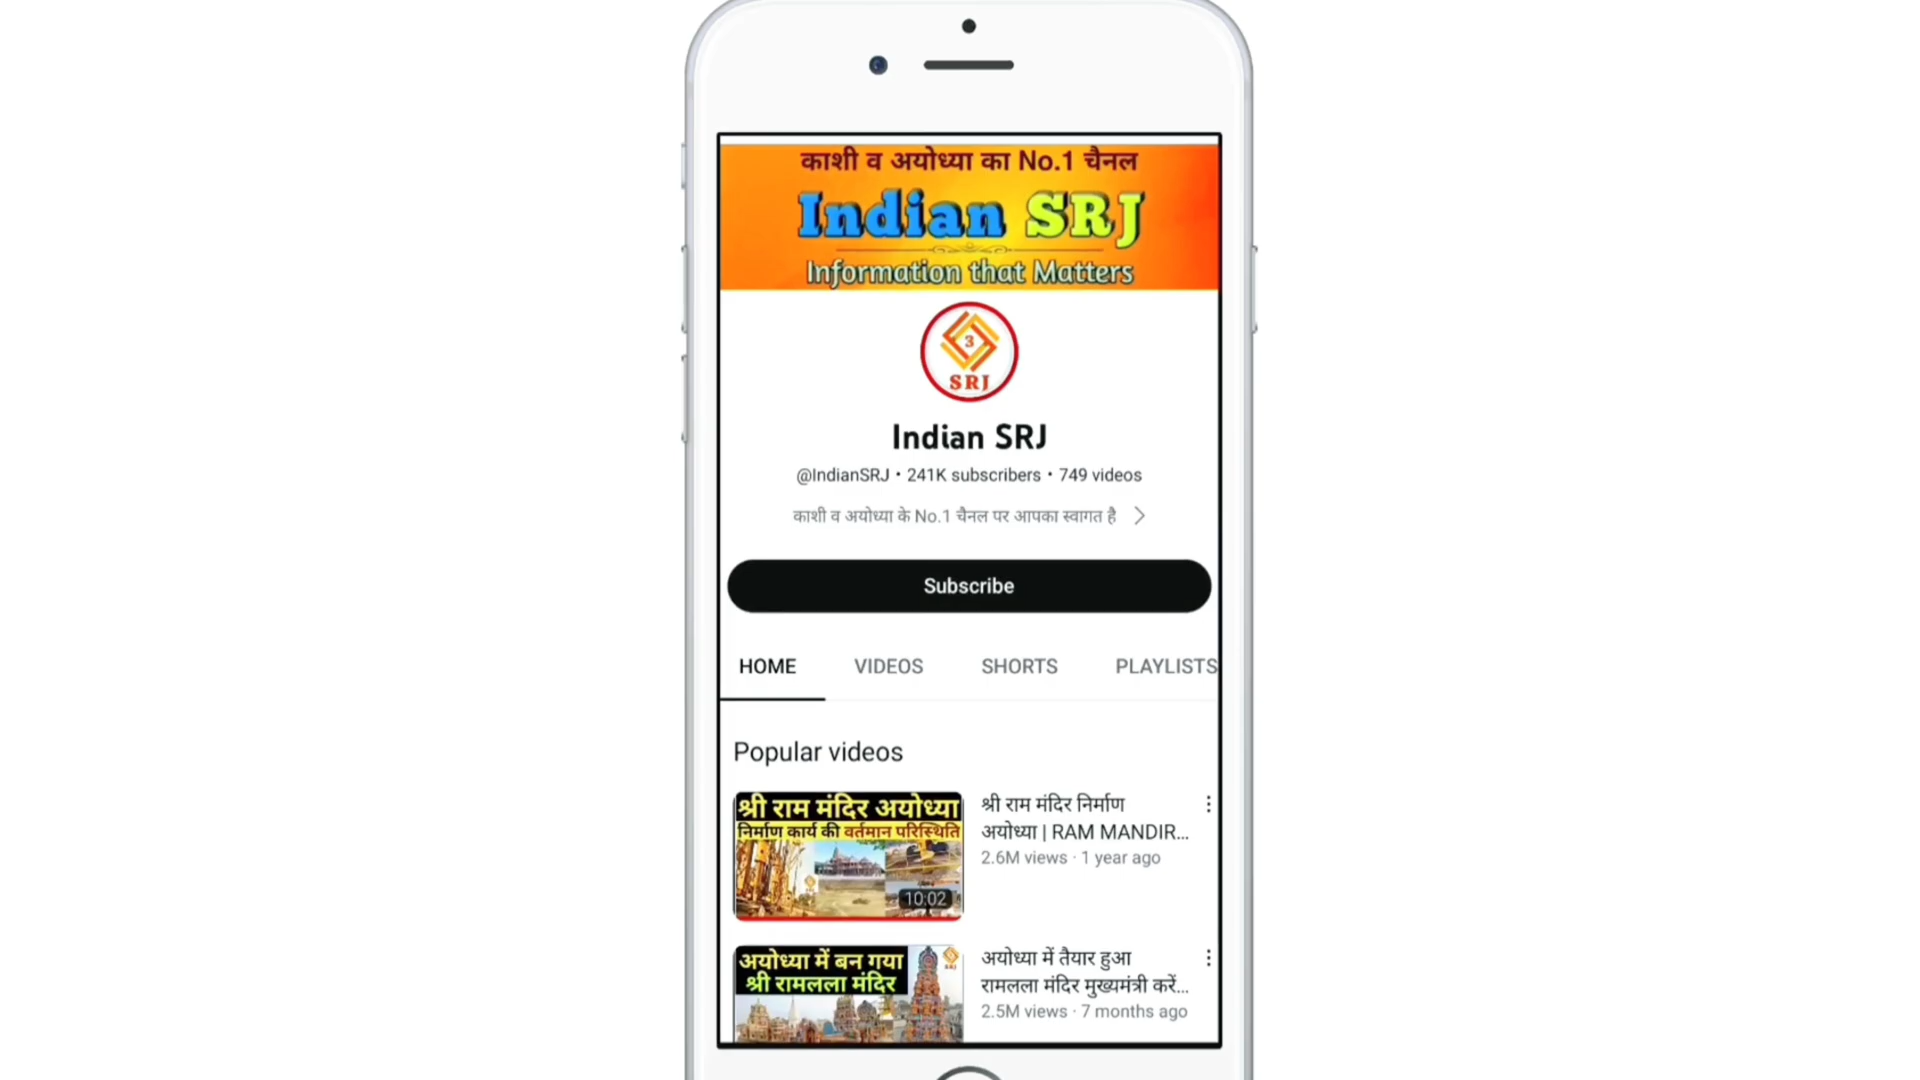 काशी व अयोध्या का No.1 चैनल
Indian SRJ
Information that Matters
3
SRJ
Indian SRJ
@IndianSRJ • 241K subscribers • 749 videos
काशी व अयोध्या के No.1 चैनल पर आपका स्वागत है
Subscribe
HOME VIDEOS SHORTS PLAYLISTS
Popular videos
श्री राम मंदिर अयोध्या
निर्माण कार्य की वर्तमान परिस्थिति
10:02
श्री राम मंदिर निर्माण
अयोध्या | RAM MANDIR...
2.6M views · 1 year ago
अयोध्या में बन गया
श्री रामलला मंदिर
SRJ
अयोध्या में तैयार हुआ
रामलला मंदिर मुख्यमंत्री करें...
2.5M views · 7 months ago